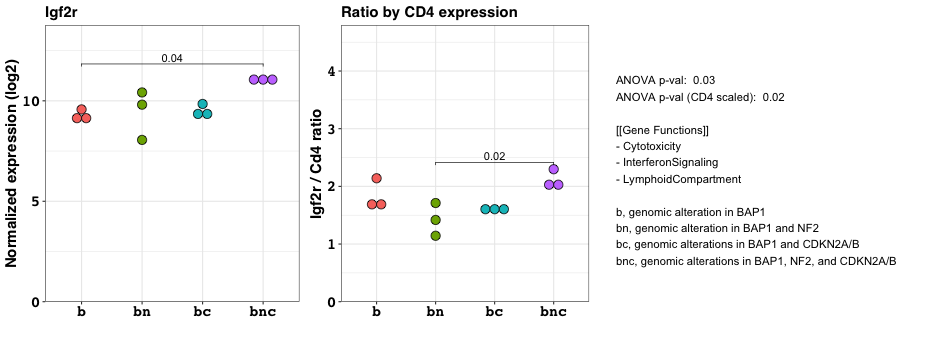 Igf2r
Normalized expression (log2)
10
5
0
0.04
b bn bc bnc
Ratio by CD4 expression
Igf2r / Cd4 ratio
4
3
2
1
0
0.02
b bn bc bnc
ANOVA p-val: 0.03
ANOVA p-val (CD4 scaled): 0.02
[[Gene Functions]]
- Cytotoxicity
- InterferonSignaling
- LymphoidCompartment
b, genomic alteration in BAP1
bn, genomic alteration in BAP1 and NF2
bc, genomic alterations in BAP1 and CDKN2A/B
bnc, genomic alterations in BAP1, NF2, and CDKN2A/B